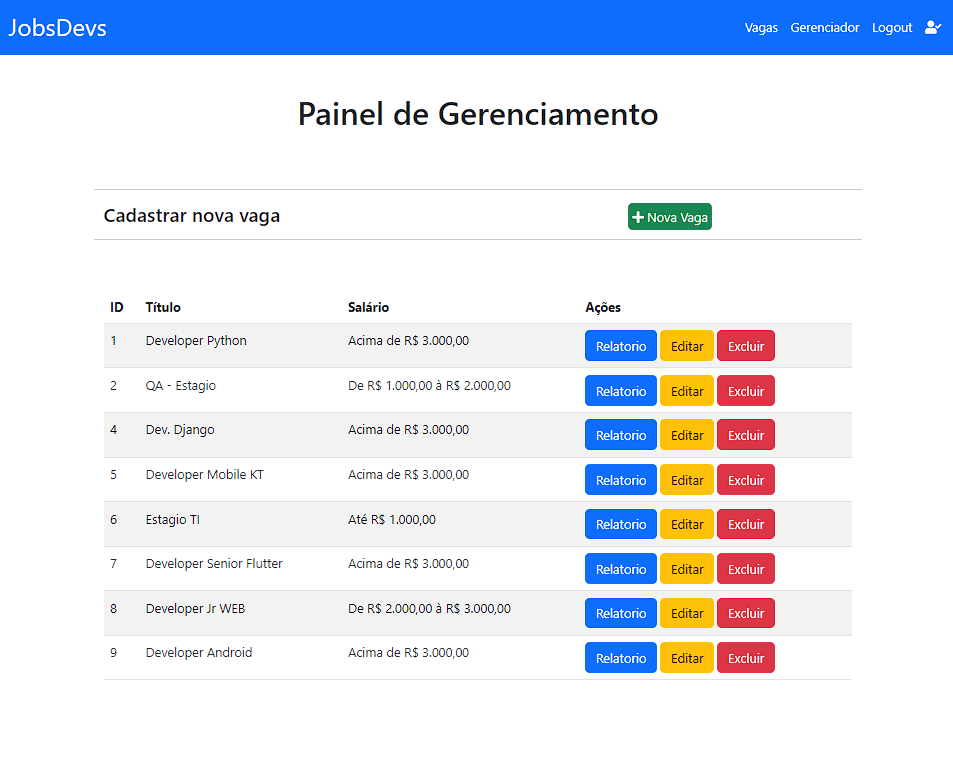 JobsDevs Vagas Gerenciador Logout
Painel de Gerenciamento
Cadastrar nova vaga Nova Vaga
ID Título Salário Ações
1 Developer Python Acima de R$ 3.000,00 Relatorio Editar Excluir
2 QA - Estagio De R$ 1.000,00 à R$ 2.000,00 Relatorio Editar Excluir
4 Dev. Django Acima de R$ 3.000,00 Relatorio Editar Excluir
5 Developer Mobile KT Acima de R$ 3.000,00 Relatorio Editar Excluir
6 Estagio TI Até R$ 1.000,00 Relatorio Editar Excluir
7 Developer Senior Flutter Acima de R$ 3.000,00 Relatorio Editar Excluir
8 Developer Jr WEB De R$ 2.000,00 à R$ 3.000,00 Relatorio Editar Excluir
9 Developer Android Acima de R$ 3.000,00 Relatorio Editar Excluir